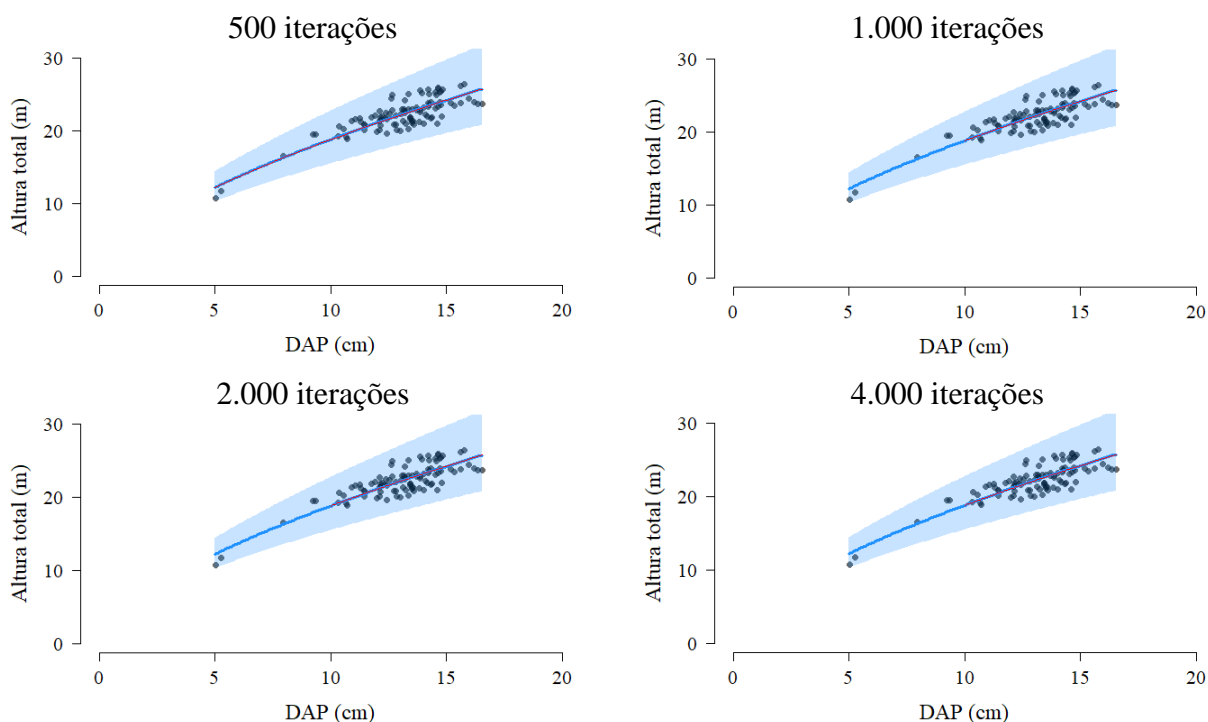 500 iterações
30
20
10
0
Altura total (m)
0 5 10 15 20
DAP (cm)
1.000 iterações
30
20
10
0
Altura total (m)
0 5 10 15 20
DAP (cm)
2.000 iterações
30
20
10
0
Altura total (m)
0 5 10 15 20
DAP (cm)
4.000 iterações
30
20
10
0
Altura total (m)
0 5 10 15 20
DAP (cm)